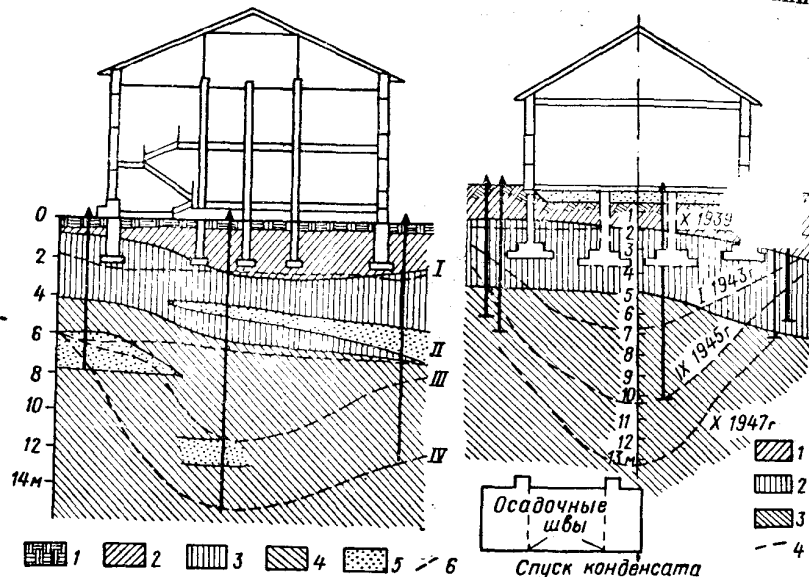 0
2
4
6
8
10
12
14м
I
II
III
IV
1 2 3 4 5 6
1
2
3
4
5
6
7
8
9
10
11
12
13м
X 1939
I 1943г
IX 1945г
X 1947г
1
2
3
4
Осадочные
швы
Спуск конденсата